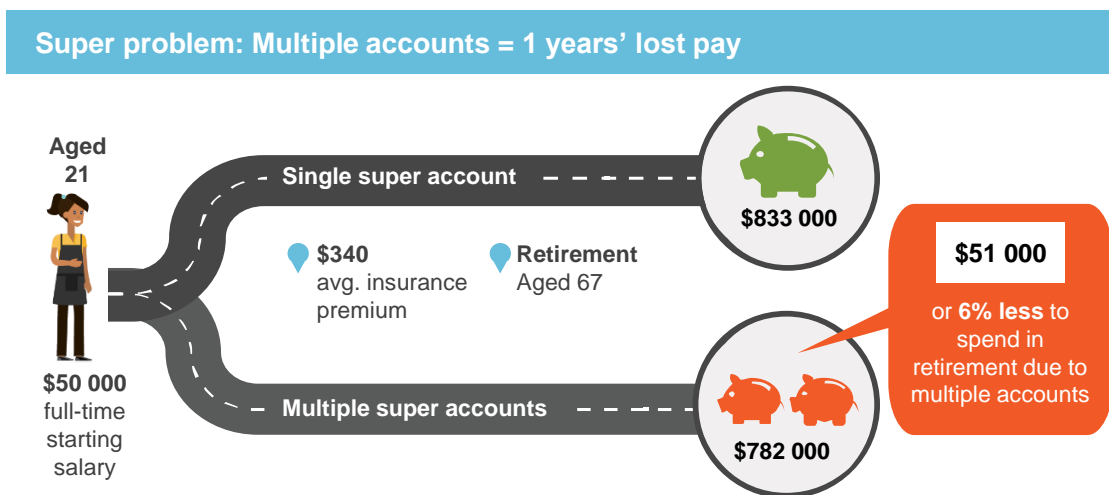 Super problem: Multiple accounts = 1 years’ lost pay
Aged
21
$50 000
full-time
starting
salary
Single super account
$833 000
$340
avg. insurance
premium
Retirement
Aged 67
Multiple super accounts
$782 000
$51 000
or 6% less to
spend in
retirement due to
multiple accounts